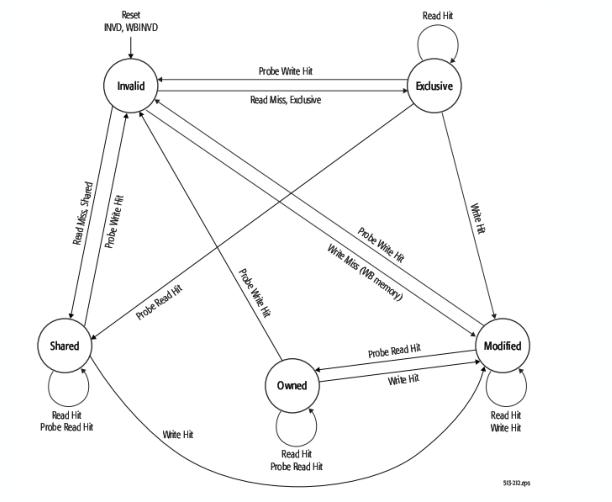 Reset
INVD, WBINVD
Read Hit
Invalid
Probe Write Hit
Exclusive
Read Miss, Exclusive
Read Miss, Shared
Probe Write Hit
Write Hit
Probe Write Hit
Write Miss (WB memory)
Probe Read Hit
Probe Write Hit
Shared
Probe Read Hit
Modified
Write Hit
Owned
Read Hit
Probe Read Hit
Read Hit
Write Hit
Write Hit
Read Hit
Probe Read Hit
513-212.eps